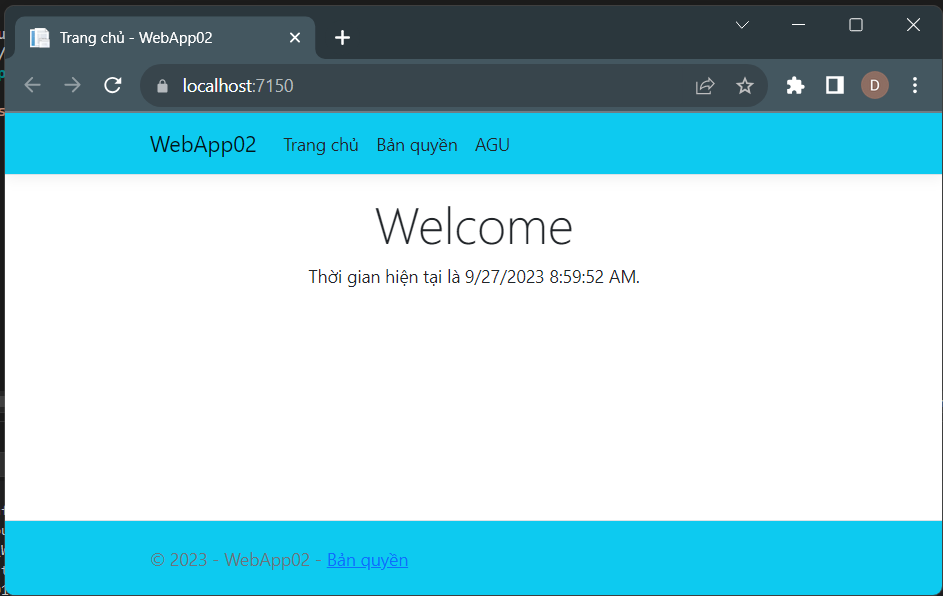 Trang chủ - WebApp02
localhost:7150
D
WebApp02 Trang chủ Bản quyền AGU
Welcome
Thời gian hiện tại là 9/27/2023 8:59:52 AM.
© 2023 - WebApp02 - Bản quyền